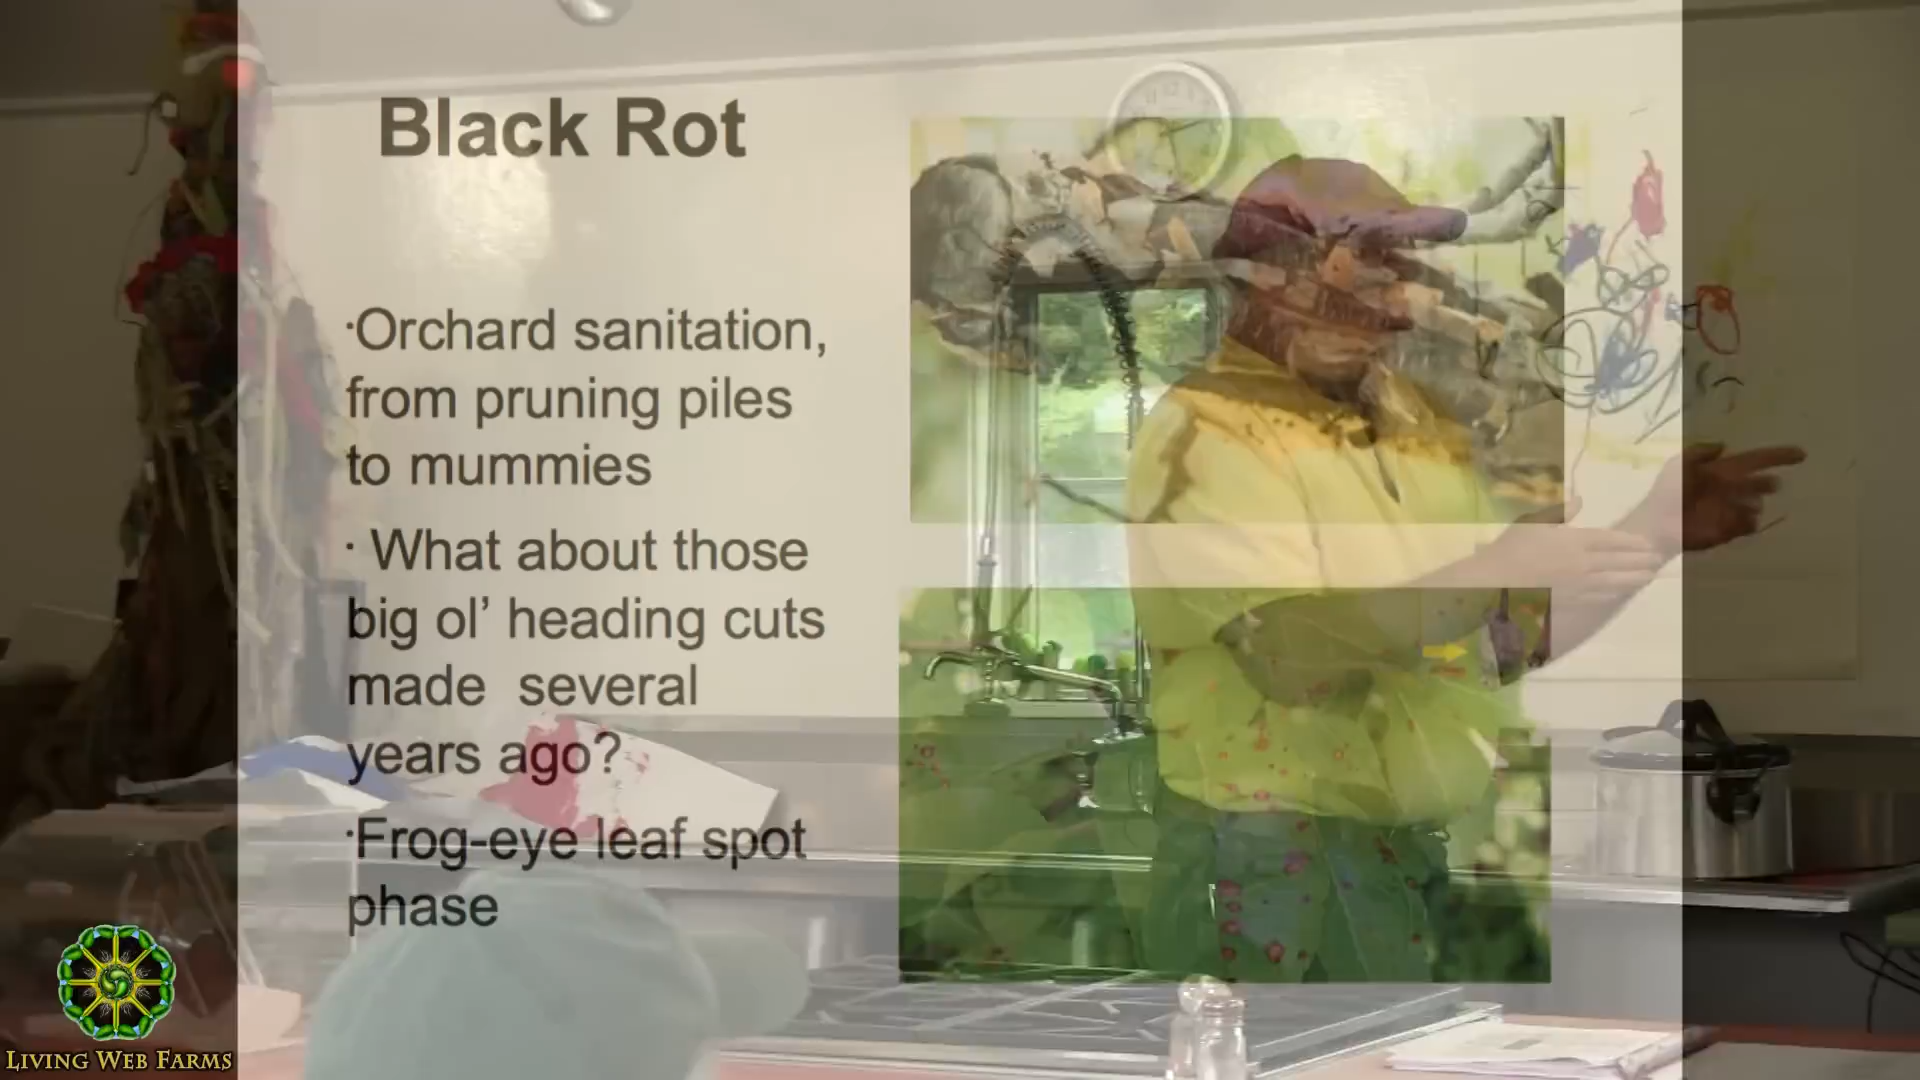 Black Rot
·Orchard sanitation,
from pruning piles
to mummies
· What about those
big ol’ heading cuts
made several
years ago?
·Frog-eye leaf spot
phase
LIVING WEB FARMS